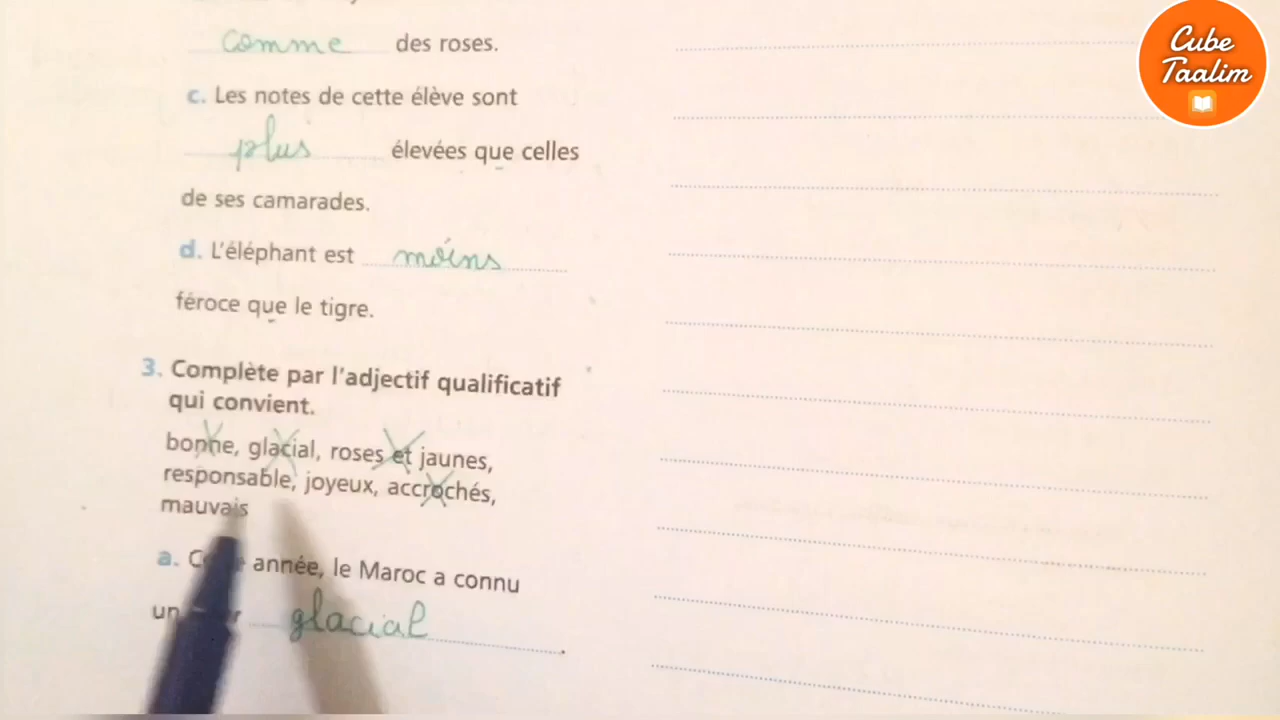 comme des roses.
c. Les notes de cette élève sont
plus élevées que celles
de ses camarades.
d. L'éléphant est moins
féroce que le tigre.
3. Complète par l'adjectif qualificatif
qui convient.
bonne, glacial, roses et jaunes,
responsable, joyeux, accrochés,
mauvais
a. année, le Maroc a connu
glacial
Cube
Taalim